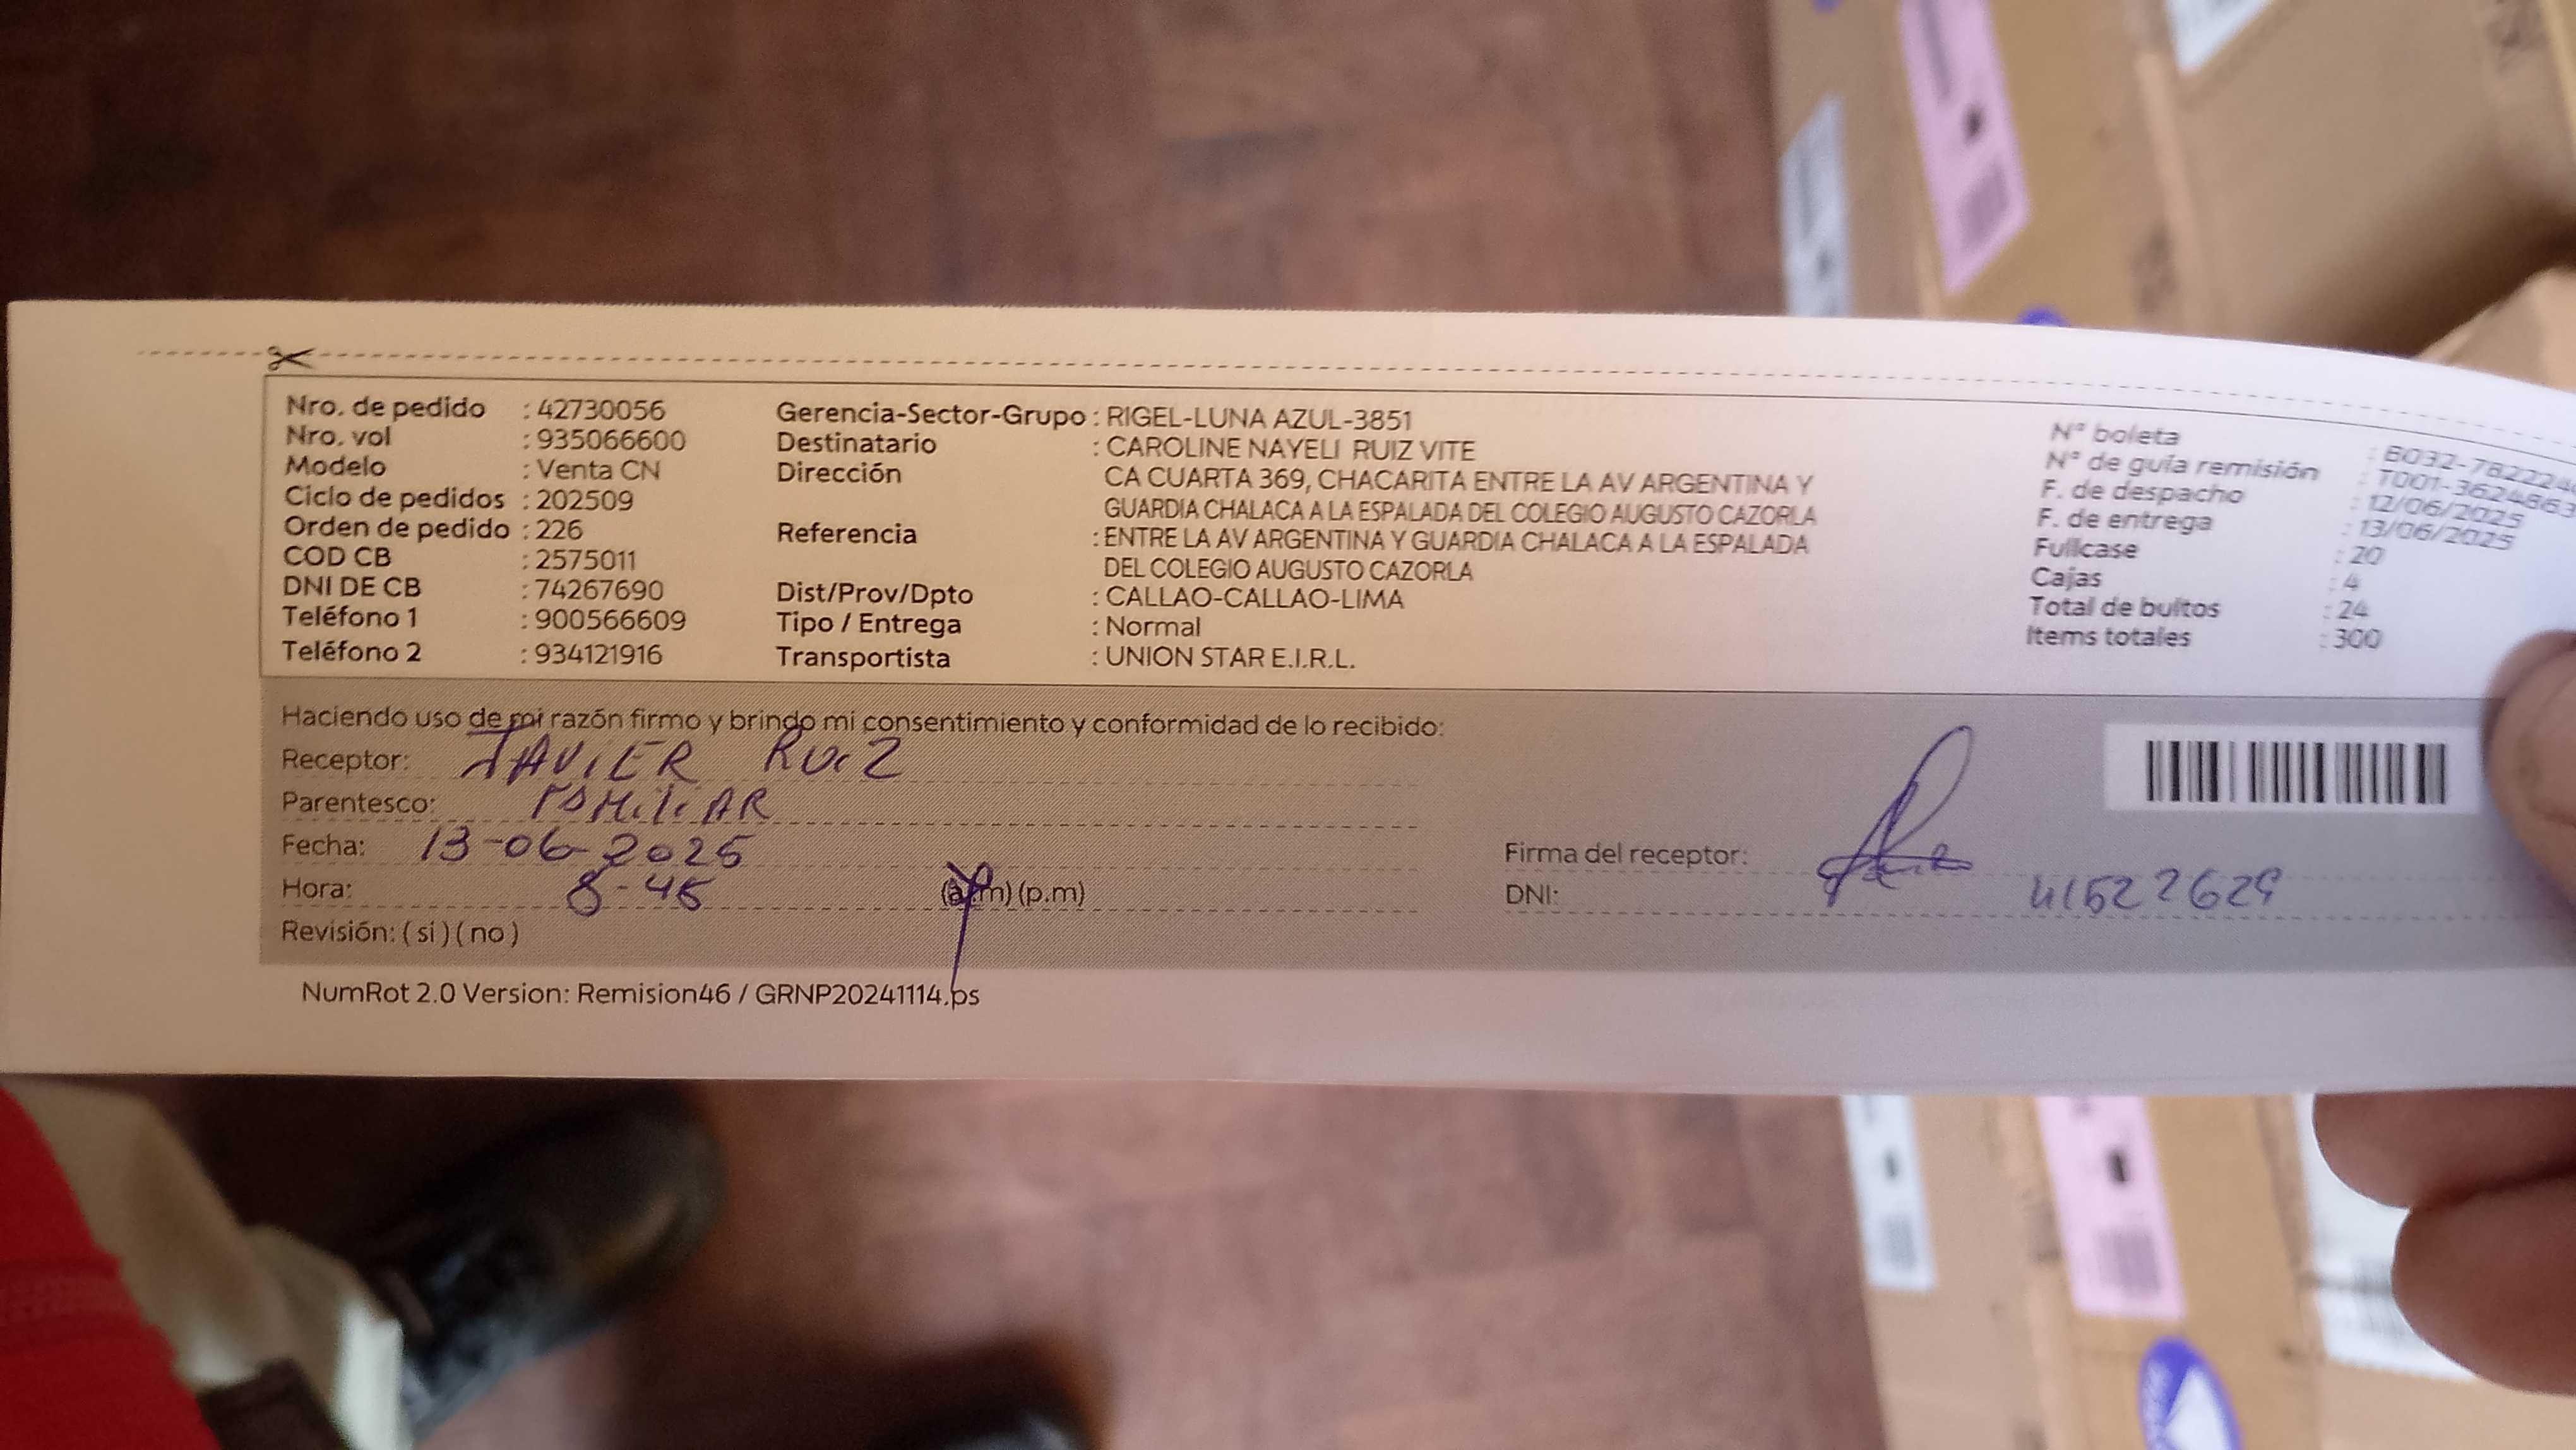 Nro. de pedido : 42730056
Nro. vol : 935066600
Modelo : Venta CN
Ciclo de pedidos : 202509
Orden de pedido : 226
COD CB : 2575011
DNI DE CB : 74267690
Teléfono 1 : 900566609
Teléfono 2 : 934121916
Gerencia-Sector-Grupo : RIGEL-LUNA AZUL-3851
Destinatario : CAROLINE NAYELI RUIZ VITE
Dirección CA CUARTA 369, CHACARITA ENTRE LA AV ARGENTINA Y
GUARDIA CHALACA A LA ESPALADA DEL COLEGIO AUGUSTO CAZORLA
Referencia : ENTRE LA AV ARGENTINA Y GUARDIA CHALACA A LA ESPALADA
DEL COLEGIO AUGUSTO CAZORLA
Dist/Prov/Dpto : CALLAO-CALLAO-LIMA
Tipo / Entrega : Normal
Transportista : UNION STAR E.I.R.L.
N° boleta
N° de guía remisión
F. de despacho : 12/06/2025
F. de entrega : 13/06/2025
Fullcase : 20
Cajas : 4
Total de bultos : 24
Items totales : 300
Haciendo uso de mi razón firmo y brindo mi consentimiento y conformidad de lo recibido:
Receptor: JAVIER RUIZ
Parentesco: FAMILIAR
Fecha: 13-06-2025
Hora: 8-45 (a.m) (p.m)
Revisión: ( si ) ( no )
Firma del receptor:
DNI: 41522629
NumRot 2.0 Version: Remision46 / GRNP20241114.ps